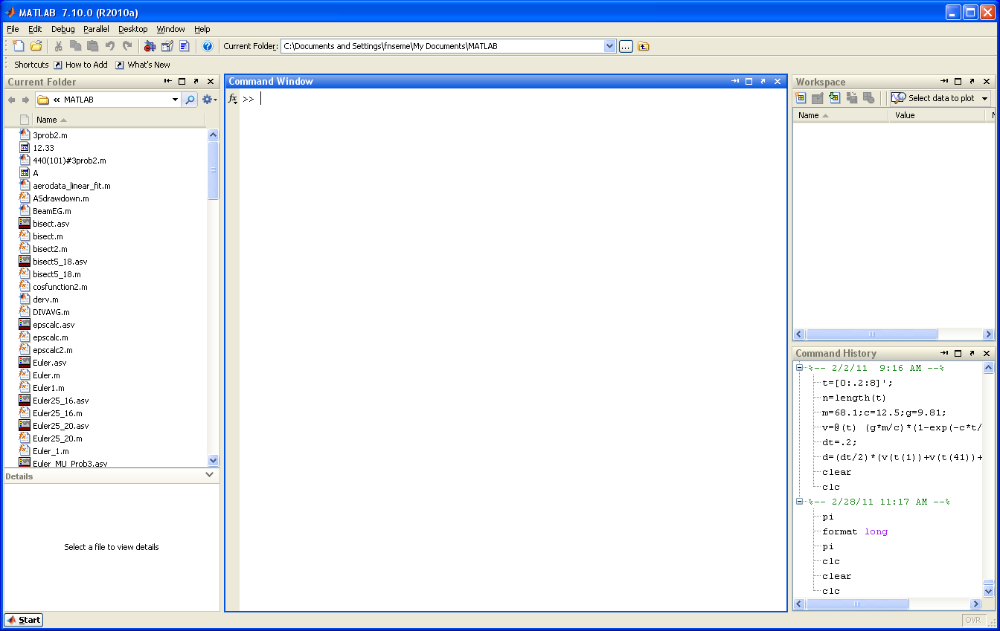 MATLAB 7.10.0 (R2010a)
File Edit Debug Parallel Desktop Window Help
Current Folder: C:\Documents and Settings\fnseme\My Documents\MATLAB ...
Shortcuts How to Add What's New
Current Folder
« MATLAB
Name
3prob2.m
12.33
440(101)#3prob2.m
A
aerodata_linear_fit.m
ASdrawdown.m
BeamEG.m
bisect.asv
bisect.m
bisect2.m
bisect5_18.asv
bisect5_18.m
cosfunction2.m
derv.m
DIVAVG.m
epscalc.asv
epscalc.m
epscalc2.m
Euler.asv
Euler.m
Euler1.m
Euler25_16.asv
Euler25_16.m
Euler25_20.asv
Euler25_20.m
Euler_1.m
Euler_MU_Prob3.asv
Details
Select a file to view details
Start
Command Window
fx >>
Workspace
Select data to plot
Name Value
Command History
%-- 2/2/11 9:16 AM --%
t=[0:.2:8]';
n=length(t)
m=68.1;c=12.5;g=9.81;
v=@(t) (g*m/c)*(1-exp(-c*t/
dt=.2;
d=(dt/2)*(v(t(1))+v(t(41))+
clear
clc
%-- 2/28/11 11:17 AM --%
pi
format long
pi
clc
clear
clc
OVR